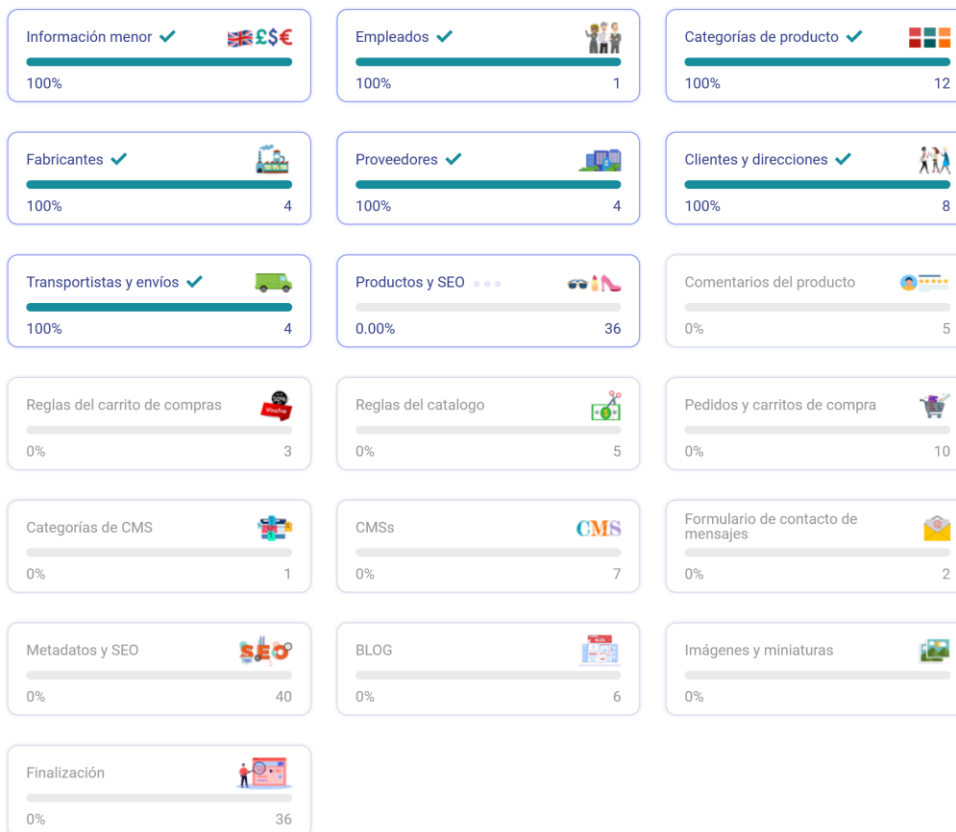 Información menor
£$€
100%
Empleados
100%
1
Categorías de producto
100%
12
Fabricantes
100%
4
Proveedores
100%
4
Clientes y direcciones
100%
8
Transportistas y envíos
100%
4
Productos y SEO
0.00%
36
Comentarios del producto
0%
5
Reglas del carrito de compras
50%
Voucher
0%
3
Reglas del catalogo
0%
5
Pedidos y carritos de compra
0%
10
Categorías de CMS
0%
1
CMSs
CMS
0%
7
Formulario de contacto de
mensajes
0%
2
Metadatos y SEO
SEO
0%
40
BLOG
BLOG
0%
6
Imágenes y miniaturas
0%
Finalización
0%
36